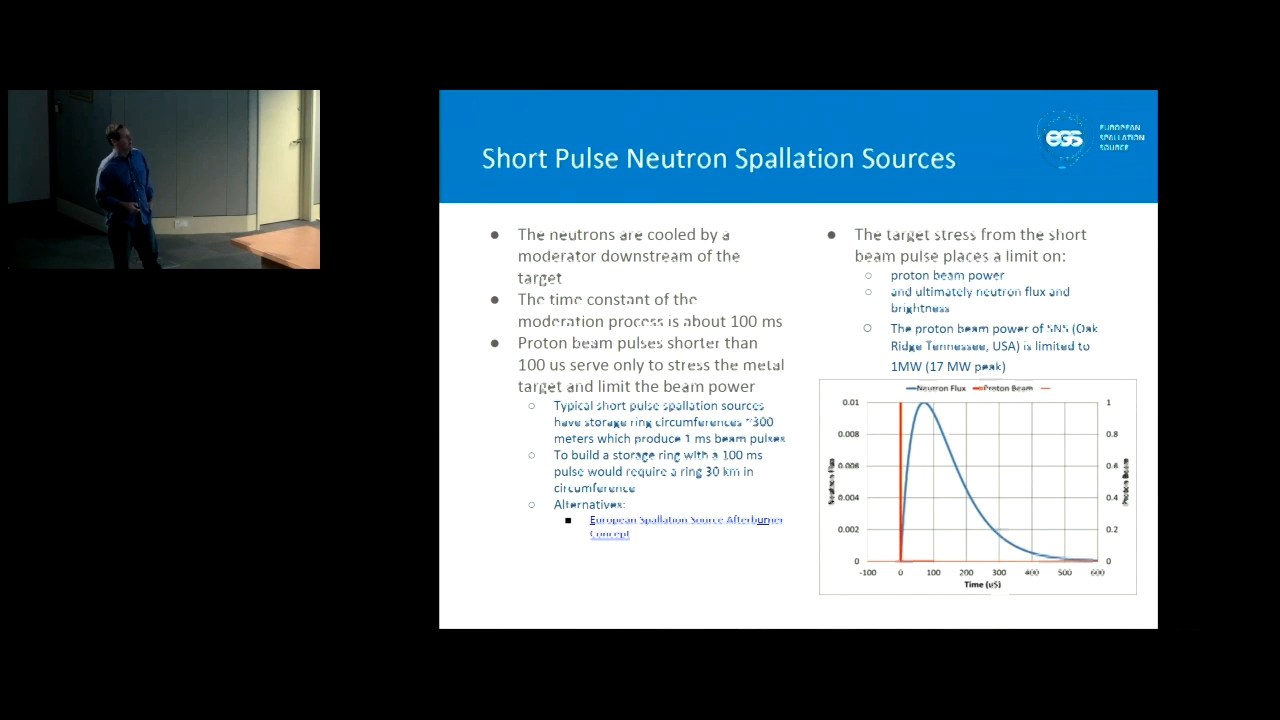 Short Pulse Neutron Spallation Sources
ess
EUROPEAN
SPALLATION
SOURCE
● The neutrons are cooled by a
moderator downstream of the
target
● The time constant of the
moderation process is about 100 ms
● Proton beam pulses shorter than
100 us serve only to stress the metal
target and limit the beam power
○ Typical short pulse spallation sources
have storage ring circumferences ~300
meters which produce 1 ms beam pulses
○ To build a storage ring with a 100 ms
pulse would require a ring 30 km in
circumference
○ Alternatives:
■ European Spallation Source Afterburner
Concept
● The target stress from the short
beam pulse places a limit on:
○ proton beam power
○ and ultimately neutron flux and
brightness
○ The proton beam power of SNS (Oak
Ridge Tennessee, USA) is limited to
1MW (17 MW peak)
Neutron Flux Proton Beam
0.01 1
0.008 0.8
0.006 0.6
0.004 0.4
0.002 0.2
0 0
Neutron Flux
Proton Beam
-100 0 100 200 300 400 500 600
Time (uS)